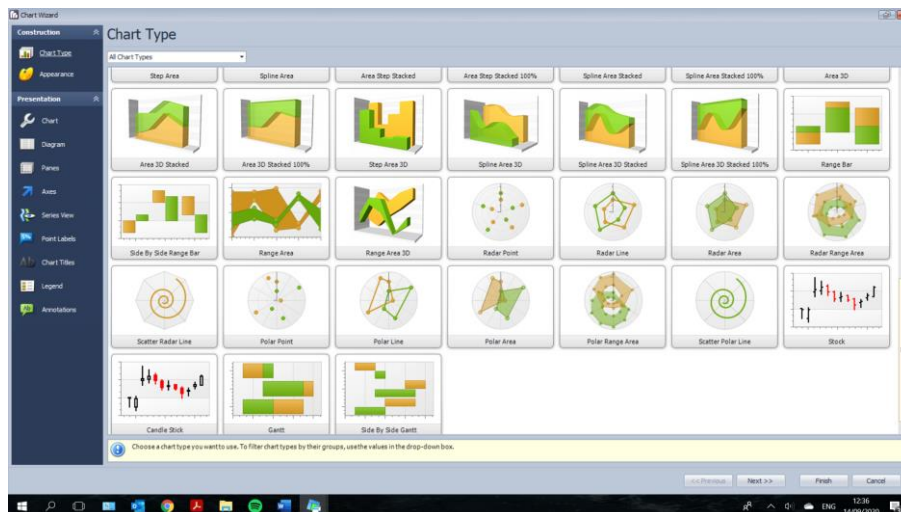 Chart Wizard
Construction
Chart Type
Appearance
Presentation
Chart
Diagram
Panes
Axes
Series View
Point Labels
Chart Titles
Legend
Annotations
Chart Type
All Chart Types
Step Area
Spline Area
Area Step Stacked
Area Step Stacked 100%
Spline Area Stacked
Spline Area Stacked 100%
Area 3D
Area 3D Stacked
Area 3D Stacked 100%
Step Area 3D
Spline Area 3D
Spline Area 3D Stacked
Spline Area 3D Stacked 100%
Range Bar
Side By Side Range Bar
Range Area
Range Area 3D
Radar Point
Radar Line
Radar Area
Radar Range Area
Scatter Radar Line
Polar Point
Polar Line
Polar Area
Polar Range Area
Scatter Polar Line
Stock
Candle Stick
Gantt
Side By Side Gantt
Choose a chart type you want to use. To filter chart types by their groups, use the values in the drop-down box.
<< Previous
Next >>
Finish
Cancel
ENG
12:36
14/09/2020